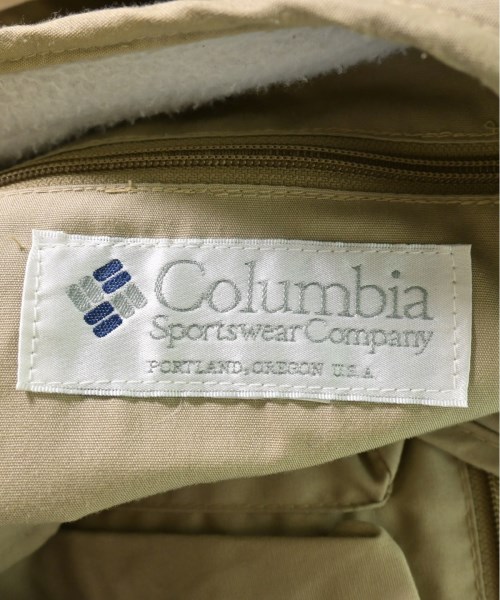 Columbia
Sportswear Company
PORTLAND, OREGON U.S.A